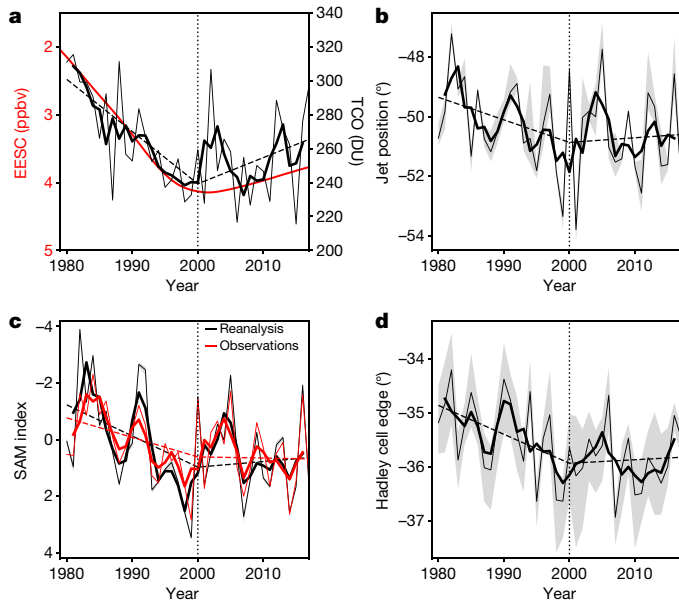 a
EESC (ppbv)
2
3
4
5
TCO (DU)
340
320
300
280
260
240
220
200
1980 1990 2000 2010
Year
b
Jet position (°)
−48
−50
−52
−54
1980 1990 2000 2010
Year
c
SAM index
−4
−2
0
2
4
Reanalysis
Observations
1980 1990 2000 2010
Year
d
Hadley cell edge (°)
−34
−35
−36
−37
1980 1990 2000 2010
Year